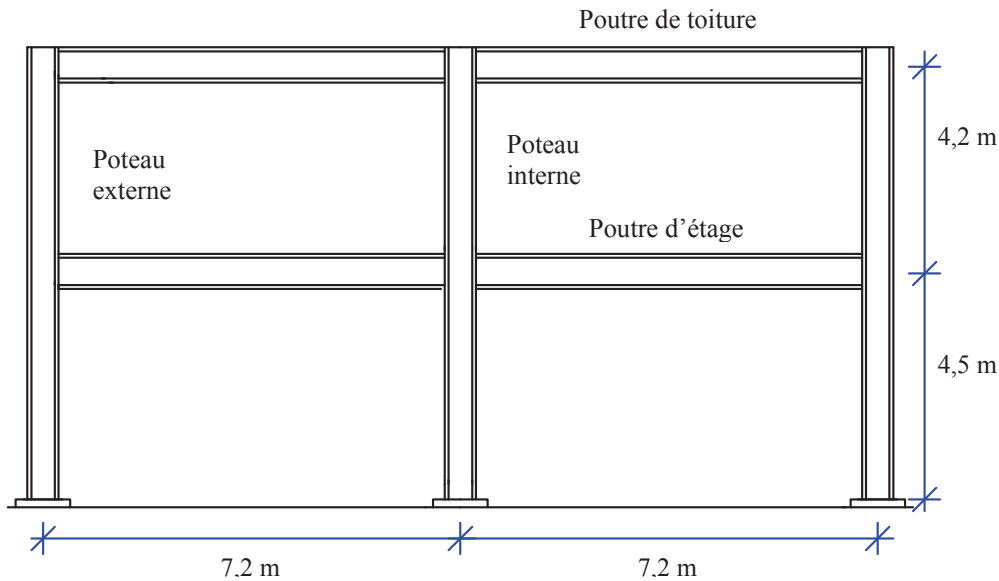 Poutre de toiture
4,2 m
Poteau
externe
Poteau
interne
Poutre d’étage
4,5 m
7,2 m
7,2 m